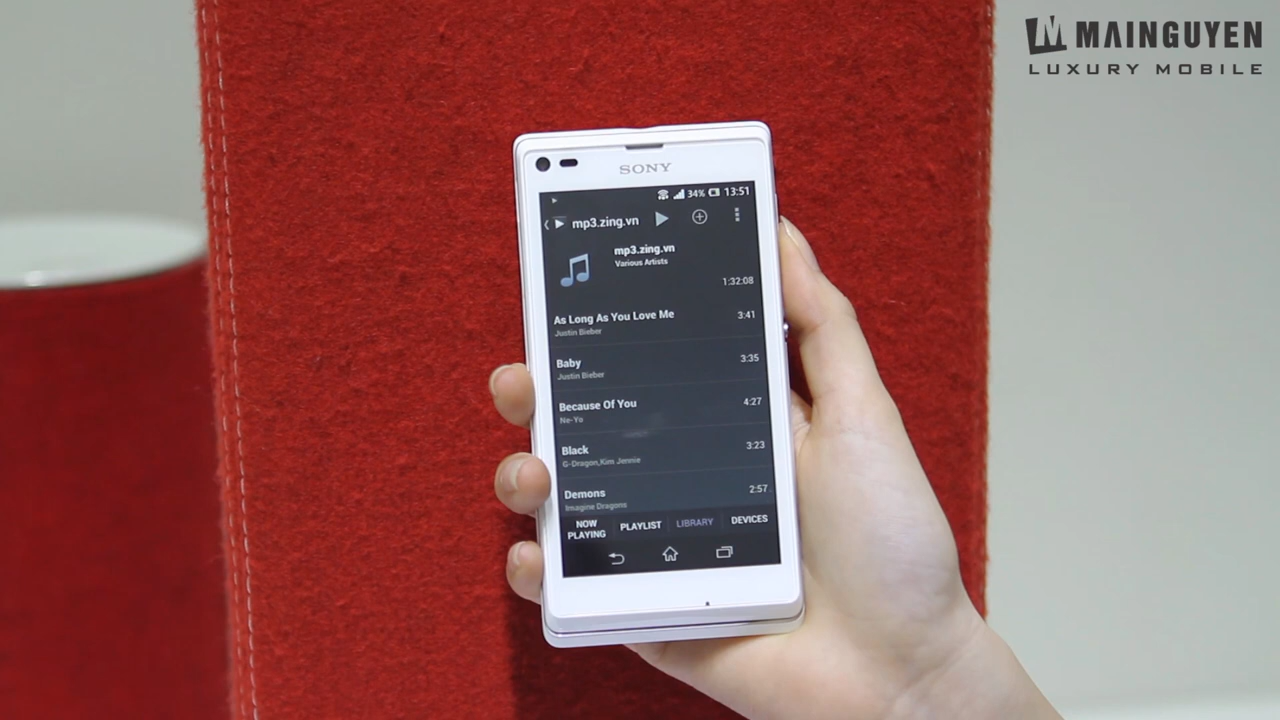 MAINGUYEN
LUXURY MOBILE
SONY
34% 13:51
mp3.zing.vn
mp3.zing.vn
Various Artists
1:32:08
As Long As You Love Me 3:41
Justin Bieber
Baby 3:35
Justin Bieber
Because Of You 4:27
Ne-Yo
Black 3:23
G-Dragon,Kim Jennie
Demons 2:57
Imagine Dragons
NOW PLAYING PLAYLIST LIBRARY DEVICES